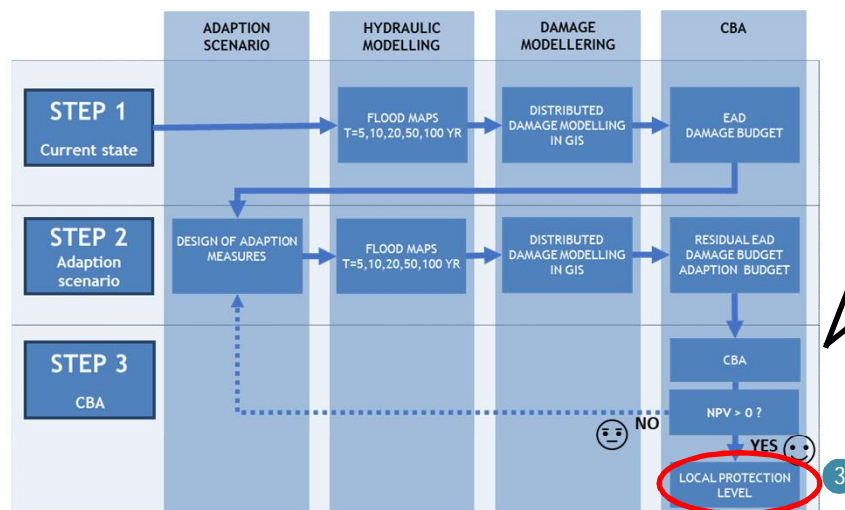 ADAPTION
SCENARIO
HYDRAULIC
MODELLING
DAMAGE
MODELLERING
CBA
STEP 1
Current state
FLOOD MAPS
T=5,10,20,50,100 YR
DISTRIBUTED
DAMAGE MODELLING
IN GIS
EAD
DAMAGE BUDGET
STEP 2
Adaption
scenario
DESIGN OF ADAPTION
MEASURES
FLOOD MAPS
T=5,10,20,50,100 YR
DISTRIBUTED
DAMAGE MODELLING
IN GIS
RESIDUAL EAD
DAMAGE BUDGET
ADAPTION BUDGET
STEP 3
CBA
CBA
NPV > 0 ?
NO
YES
LOCAL PROTECTION
LEVEL
3